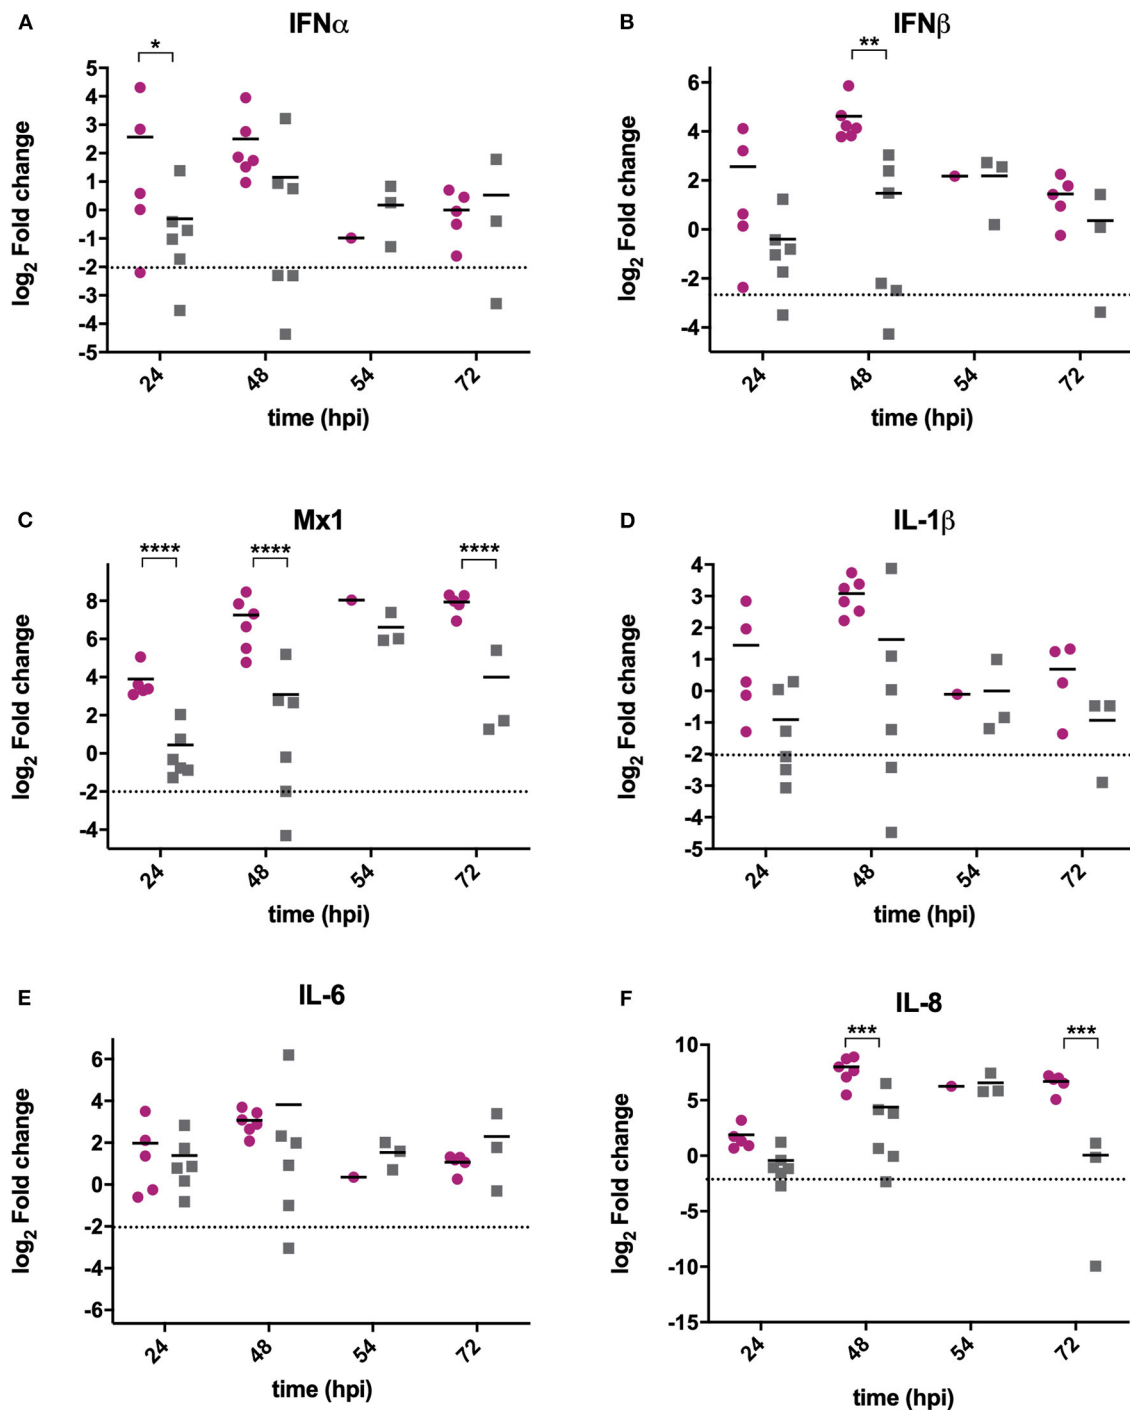 A
IFNα
*
log2 Fold change
5
4
3
2
1
0
-1
-2
-3
-4
-5
24
48
54
72
time (hpi)
B
IFNβ
**
log2 Fold change
6
4
2
0
-2
-4
24
48
54
72
time (hpi)
C
Mx1
**** **** ****
log2 Fold change
8
6
4
2
0
-2
-4
24
48
54
72
time (hpi)
D
IL-1β
log2 Fold change
4
3
2
1
0
-1
-2
-3
-4
-5
24
48
54
72
time (hpi)
E
IL-6
log2 Fold change
6
4
2
0
-2
-4
-6
24
48
54
72
time (hpi)
F
IL-8
*** ***
log2 Fold change
10
5
0
-5
-10
-15
24
48
54
72
time (hpi)